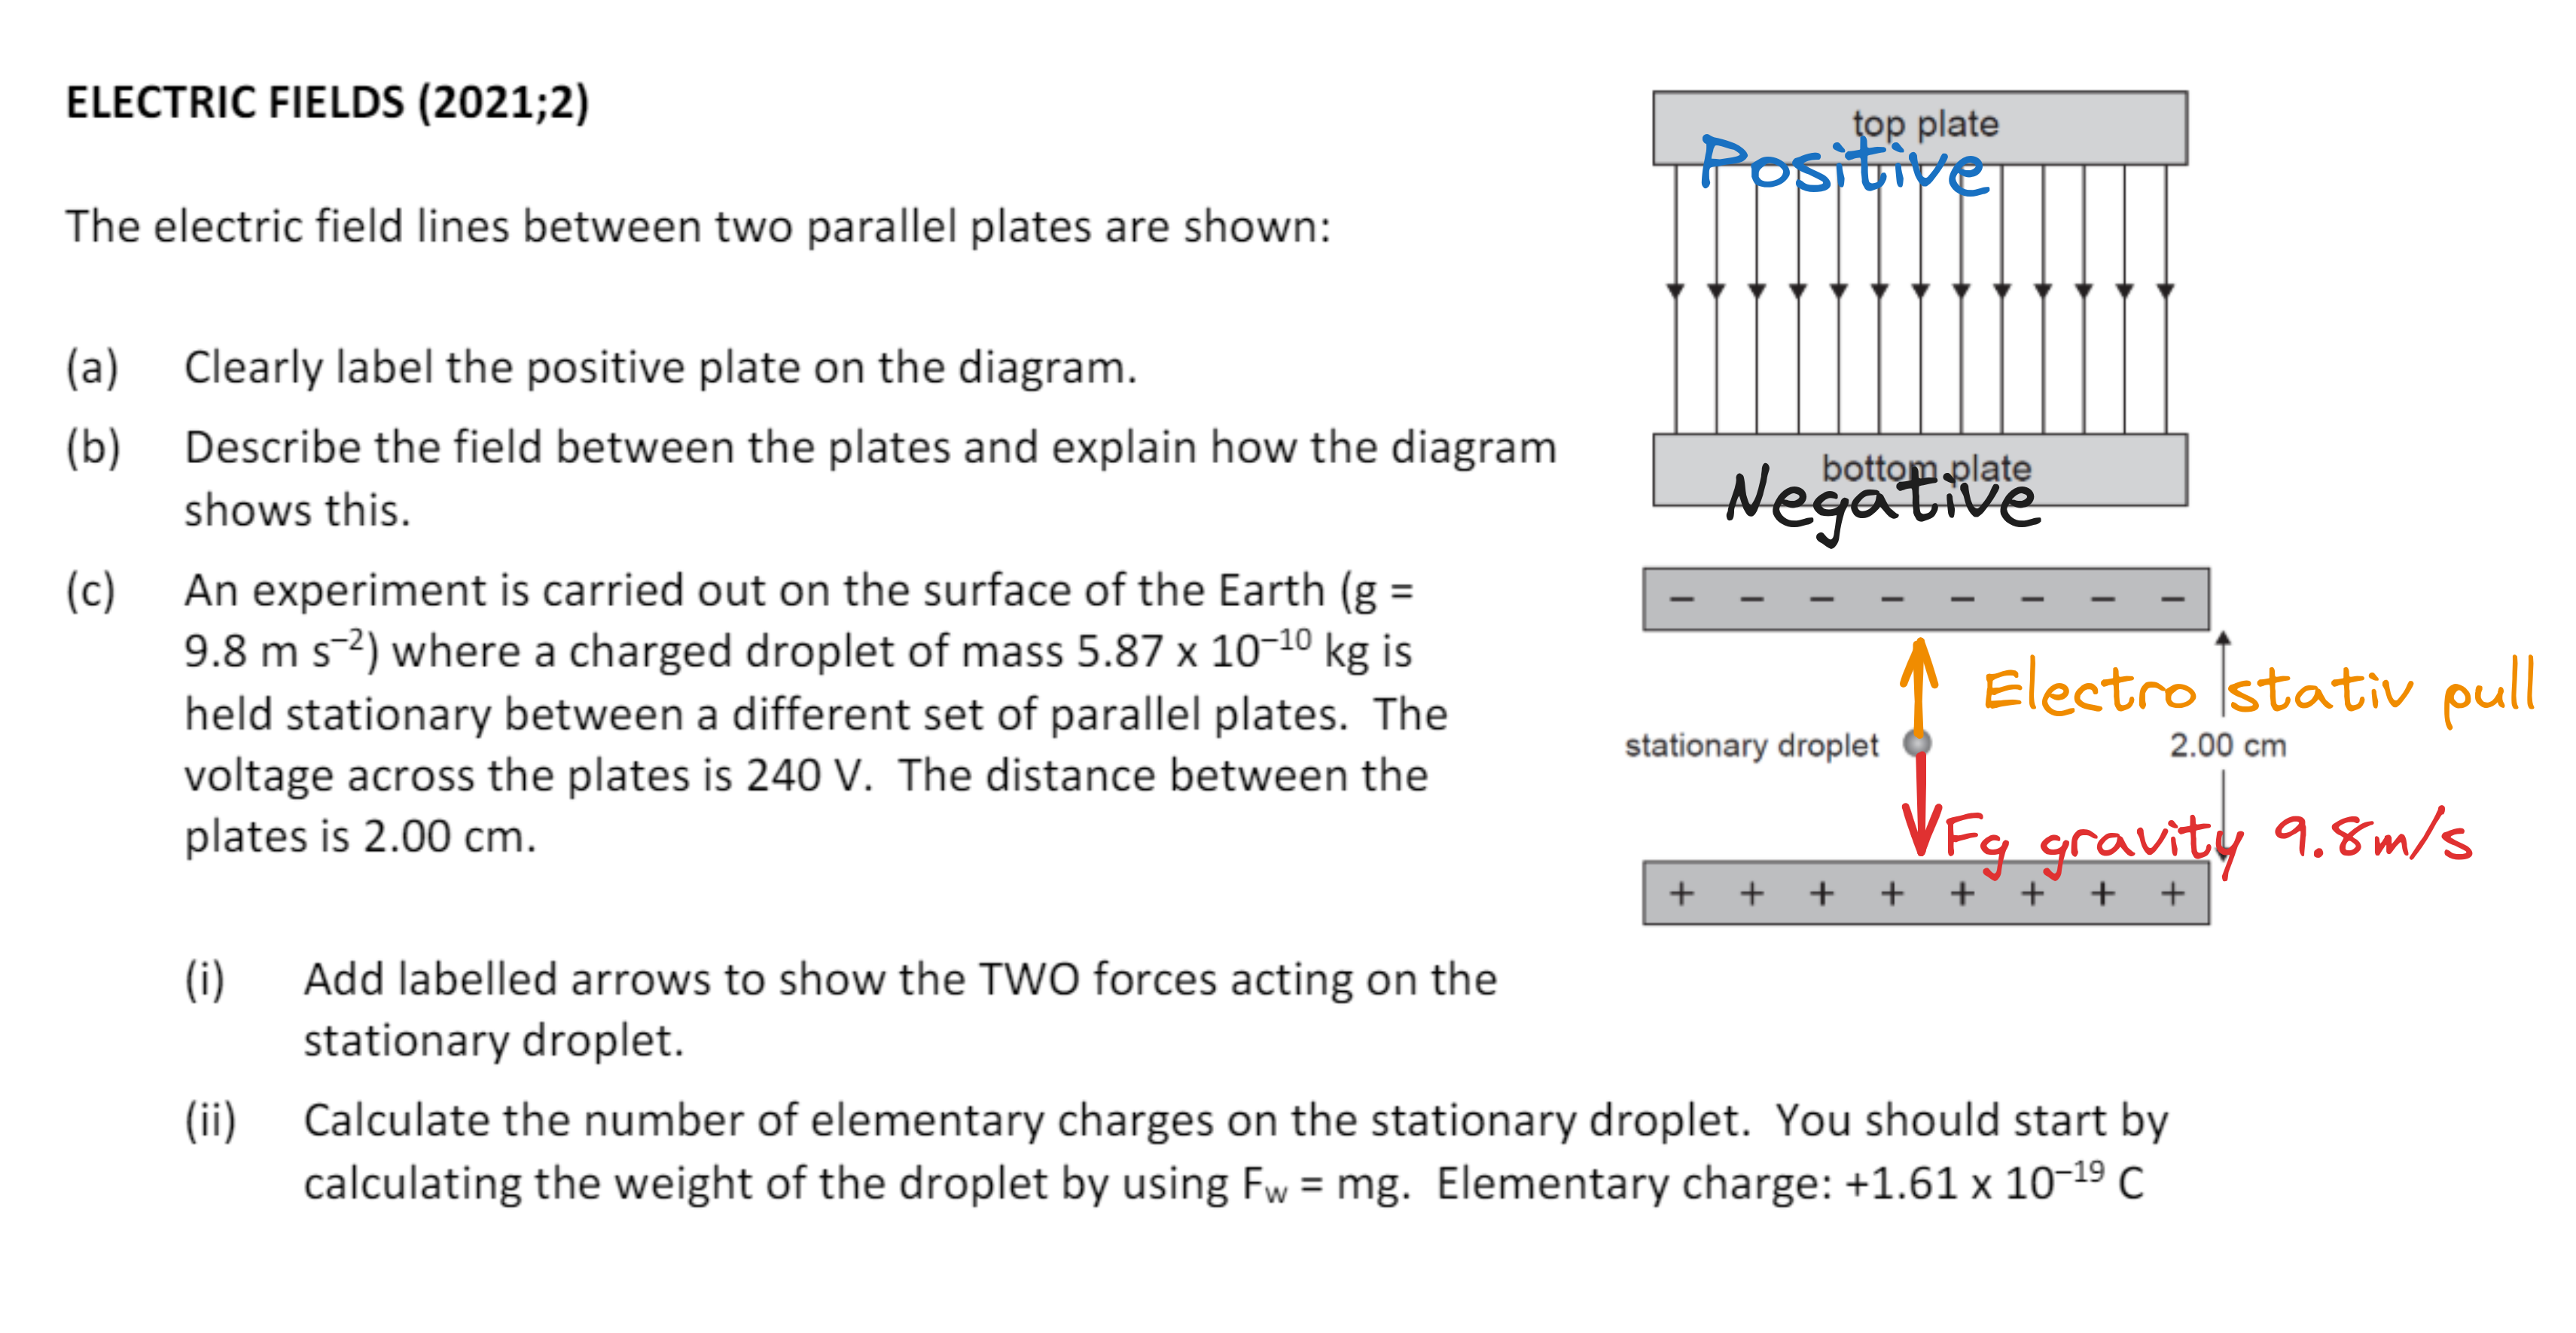 ELECTRIC FIELDS (2021;2)
The electric field lines between two parallel plates are shown:
(a) Clearly label the positive plate on the diagram.
(b) Describe the field between the plates and explain how the diagram
shows this.
(c) An experiment is carried out on the surface of the Earth (g =
9.8 m s⁻²) where a charged droplet of mass 5.87 x 10⁻¹⁰ kg is
held stationary between a different set of parallel plates. The
voltage across the plates is 240 V. The distance between the
plates is 2.00 cm.
(i) Add labelled arrows to show the TWO forces acting on the
stationary droplet.
(ii) Calculate the number of elementary charges on the stationary droplet. You should start by
calculating the weight of the droplet by using Fw = mg. Elementary charge: +1.61 x 10⁻¹⁹ C
top plate
Positive
bottom plate
Negative
− − − − − − − −
Electro stativ pull
stationary droplet
2.00 cm
Fg gravity 9.8m/s
+ + + + + + + +